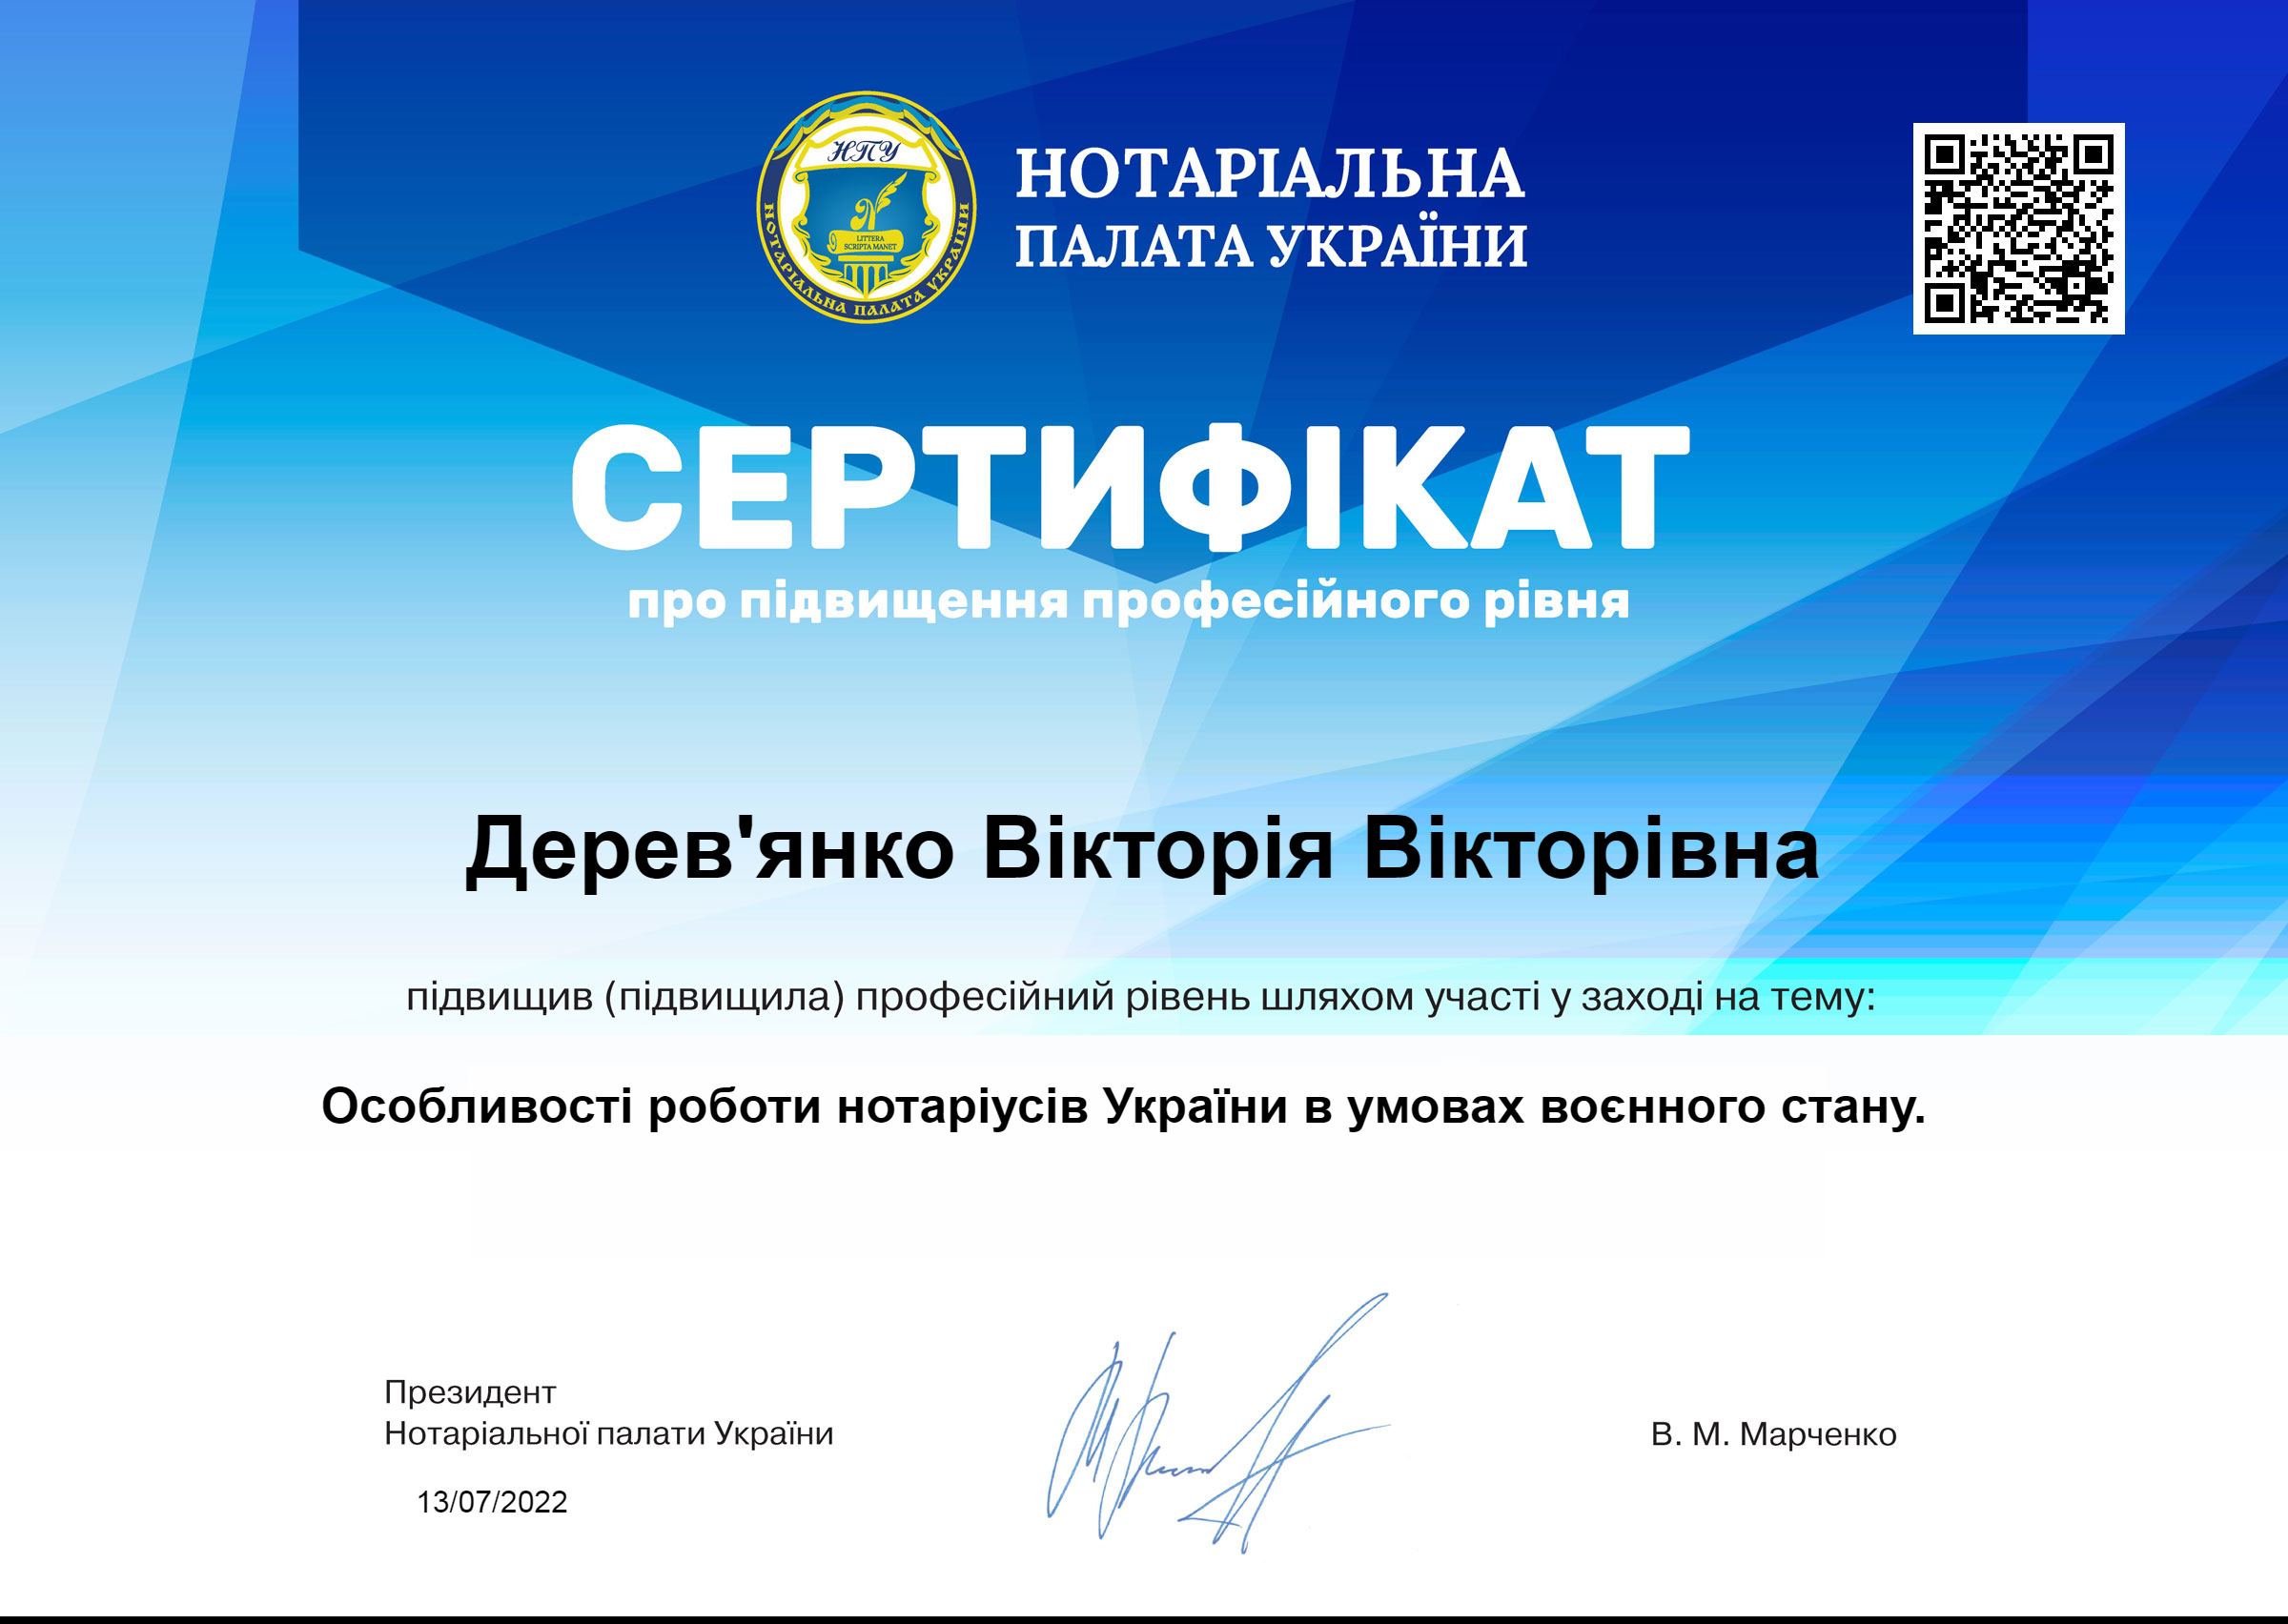 НПУ
LITTERA
SCRIPTA MANET
НОТАРІАЛЬНА ПАЛАТА УКРАЇНИ
НОТАРІАЛЬНА
ПАЛАТА УКРАЇНИ
СЕРТИФІКАТ
про підвищення професійного рівня
Дерев'янко Вікторія Вікторівна
підвищив (підвищила) професійний рівень шляхом участі у заході на тему:
Особливості роботи нотаріусів України в умовах воєнного стану.
Президент
Нотаріальної палати України
В. М. Марченко
13/07/2022